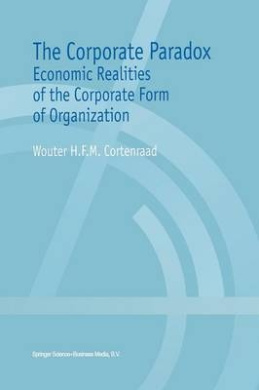 The Corporate Paradox
Economic Realities
of the Corporate Form
of Organization
Wouter H.F.M. Cortenraad
Springer Science+Business Media, B.V.